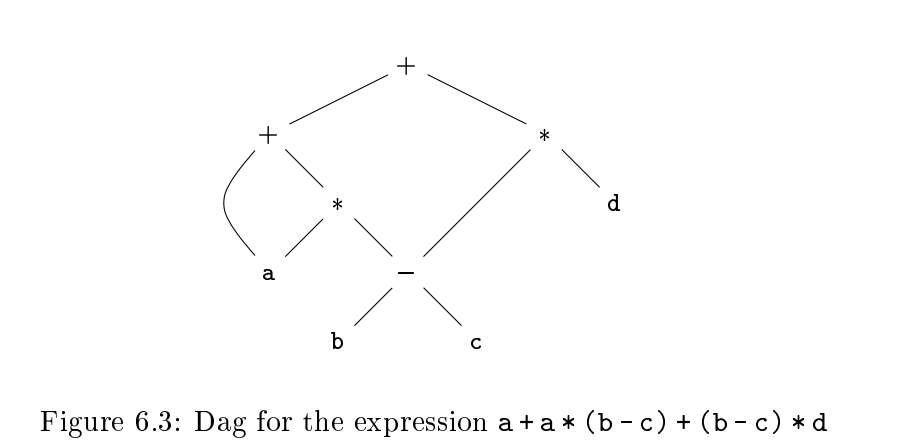 +
+ *
* d
a −
b c
Figure 6.3: Dag for the expression a+a*(b-c)+(b-c)*d